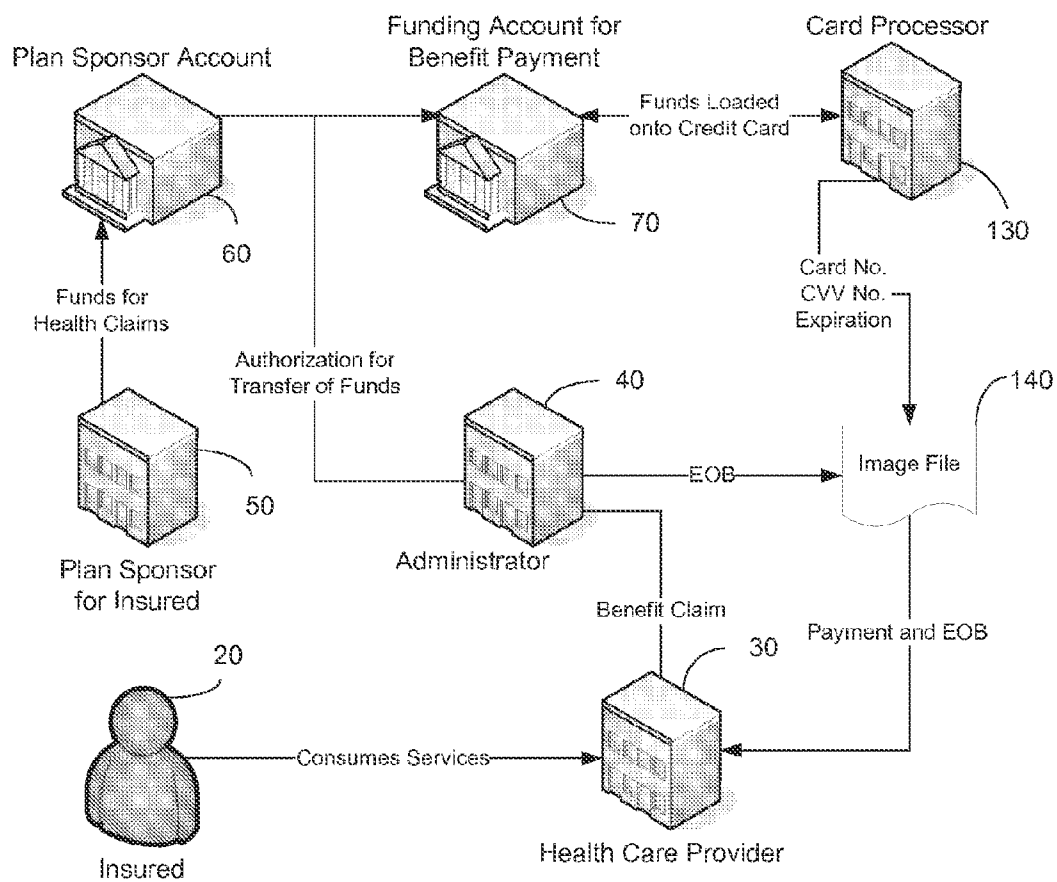 Plan Sponsor Account
Funding Account for
Benefit Payment
Card Processor
Funds Loaded
onto Credit Card
60
70
130
Funds for
Health Claims
Card No.
CVV No.
Expiration
Authorization for
Transfer of Funds
40
140
50
EOB
Image File
Plan Sponsor
for Insured
Administrator
Benefit Claim
Payment and EOB
20
30
Consumes Services
Insured
Health Care Provider